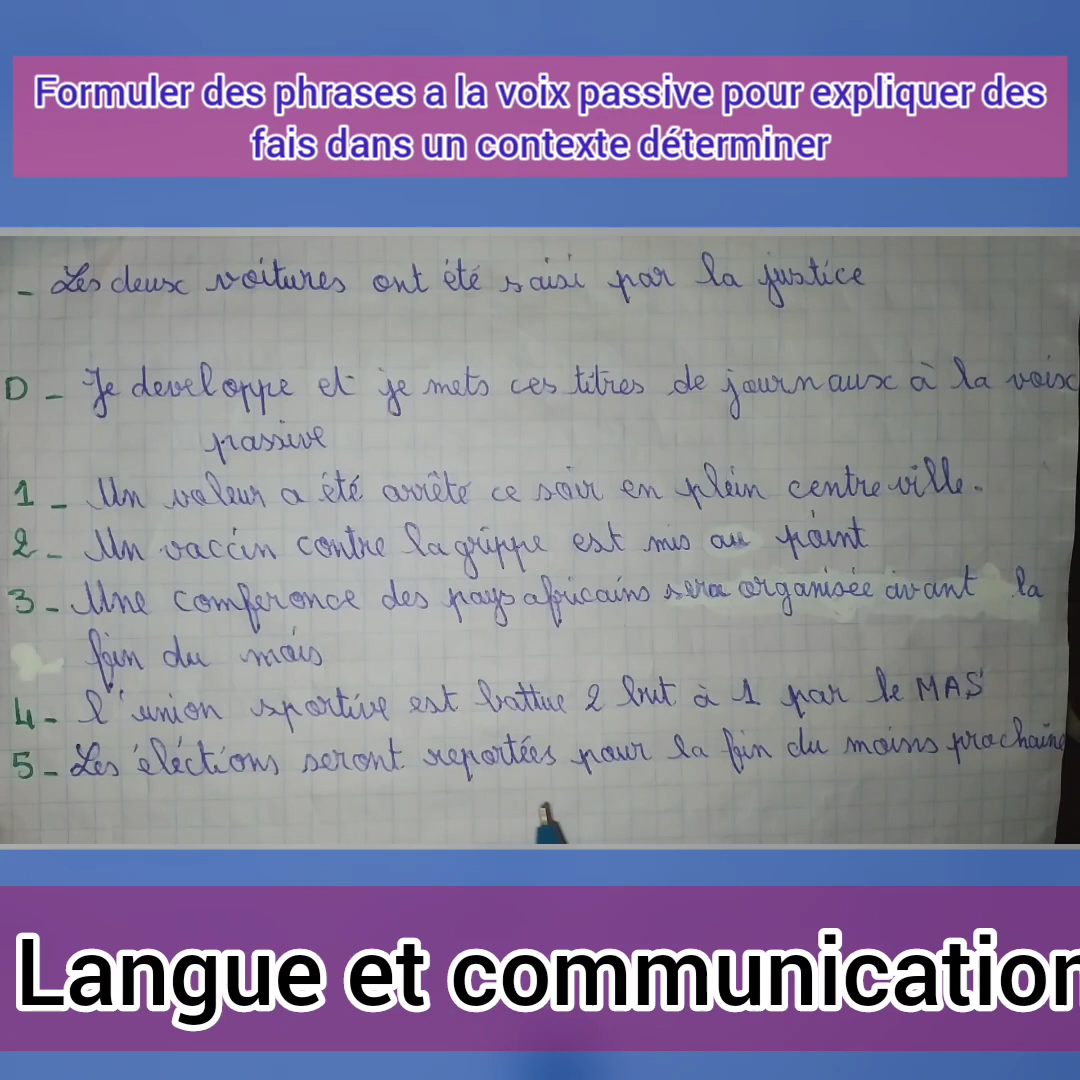 Formuler des phrases a la voix passive pour expliquer des
fais dans un contexte déterminer
- Les deux voitures ont été saisi par la justice
D - Je developpe et je mets ces titres de journaux à la voix
passive
1 - Un voleur a été arrêté ce soir en plein centre ville.
2 - Un vaccin contre la grippe est mis au point
3 - Une conference des pays africains sera organisée avant la
fin du mois
4 - l'union sportive est battue 2 but à 1 par le MAS
5 - Les élections seront reportées pour la fin du moins prochaine
Langue et communication